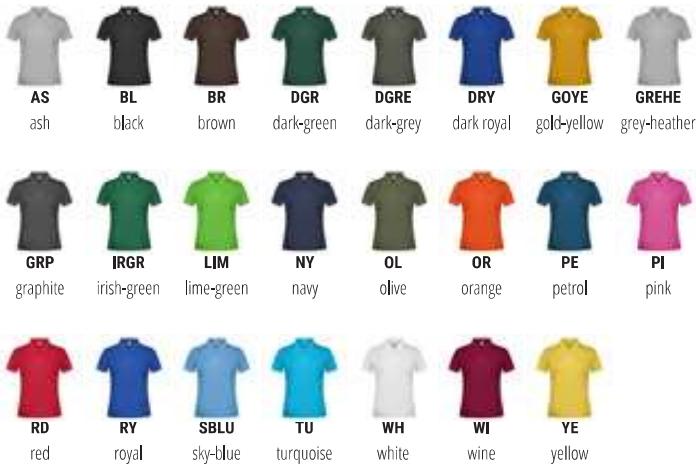 AS BL BR DGR DGRE DRY GOYE GREHE
ash black brown dark-green dark-grey dark royal gold-yellow grey-heather
GRP IRGR LIM NY OL OR PE PI
graphite irish-green lime-green navy olive orange petrol pink
RD RY SBLU TU WH WI YE
red royal sky-blue turquoise white wine yellow